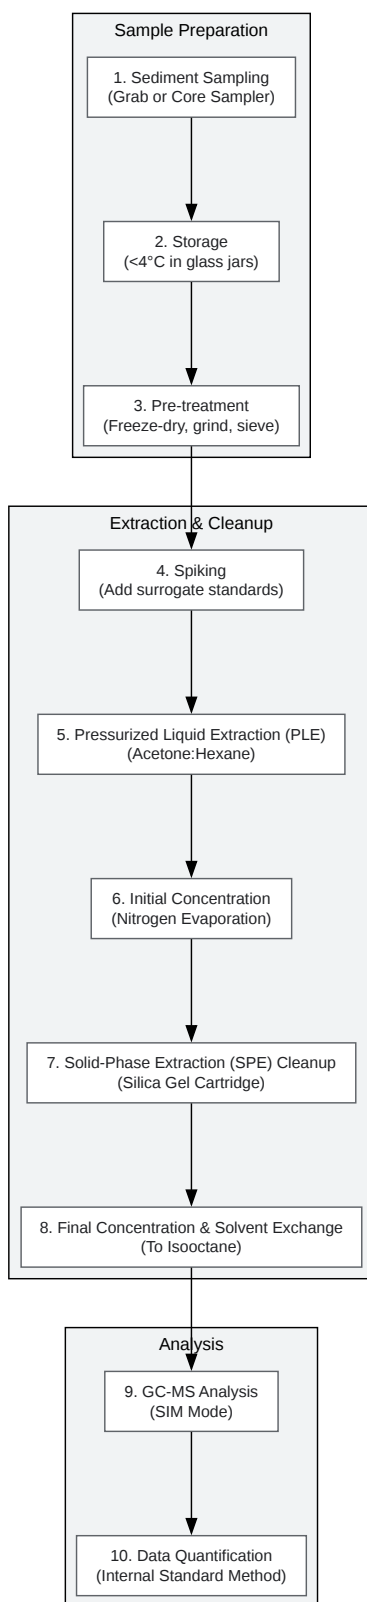 Sample Preparation
1. Sediment Sampling
(Grab or Core Sampler)
2. Storage
(<4°C in glass jars)
3. Pre-treatment
(Freeze-dry, grind, sieve)
Extraction & Cleanup
4. Spiking
(Add surrogate standards)
5. Pressurized Liquid Extraction (PLE)
(Acetone:Hexane)
6. Initial Concentration
(Nitrogen Evaporation)
7. Solid-Phase Extraction (SPE) Cleanup
(Silica Gel Cartridge)
8. Final Concentration & Solvent Exchange
(To Isooctane)
Analysis
9. GC-MS Analysis
(SIM Mode)
10. Data Quantification
(Internal Standard Method)